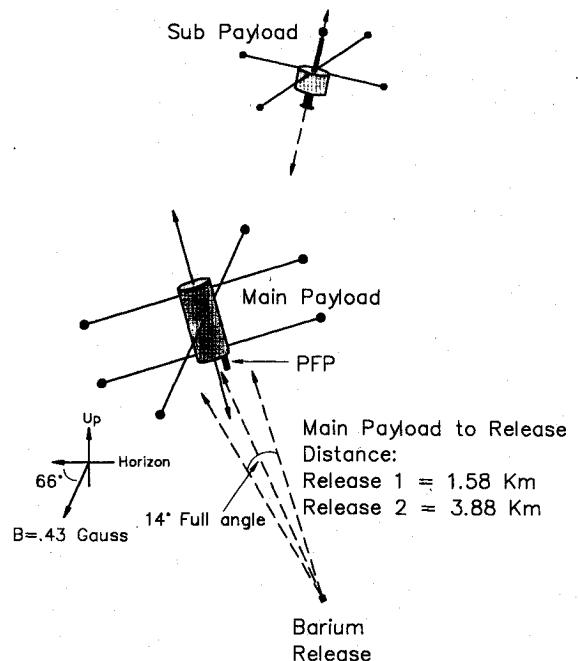 Sub Payload
Main Payload
PFP
Up
Horizon
66°
B=.43 Gauss
14° Full angle
Main Payload to Release
Distance:
Release 1 = 1.58 Km
Release 2 = 3.88 Km
Barium
Release